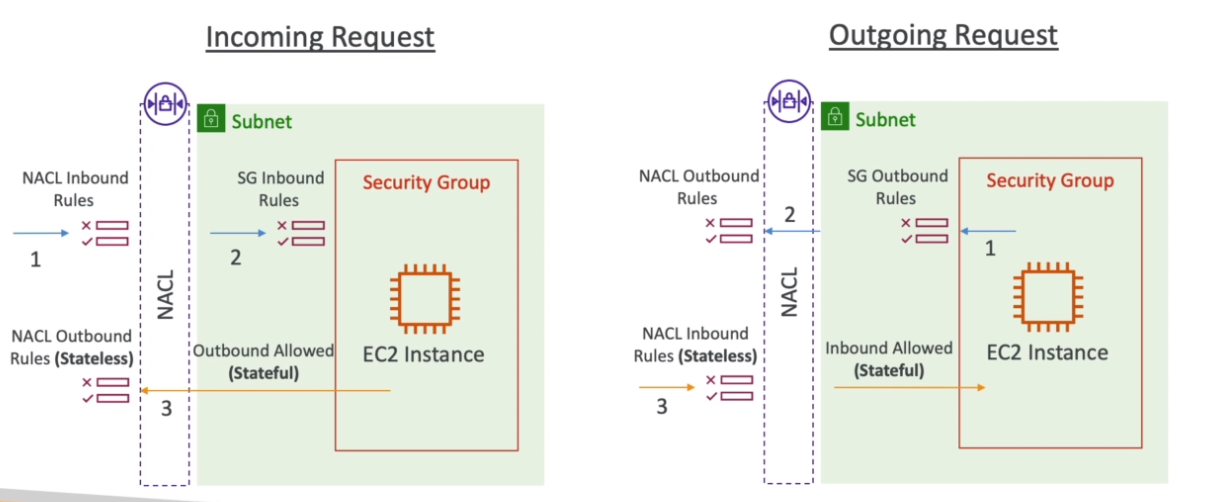 Incoming Request
Subnet
NACL Inbound
Rules
SG Inbound
Rules
Security Group
1
2
NACL
NACL Outbound
Rules (Stateless)
Outbound Allowed
(Stateful)
EC2 Instance
3
Outgoing Request
Subnet
NACL Outbound
Rules
SG Outbound
Rules
Security Group
2
1
NACL
NACL Inbound
Rules (Stateless)
Inbound Allowed
(Stateful)
EC2 Instance
3